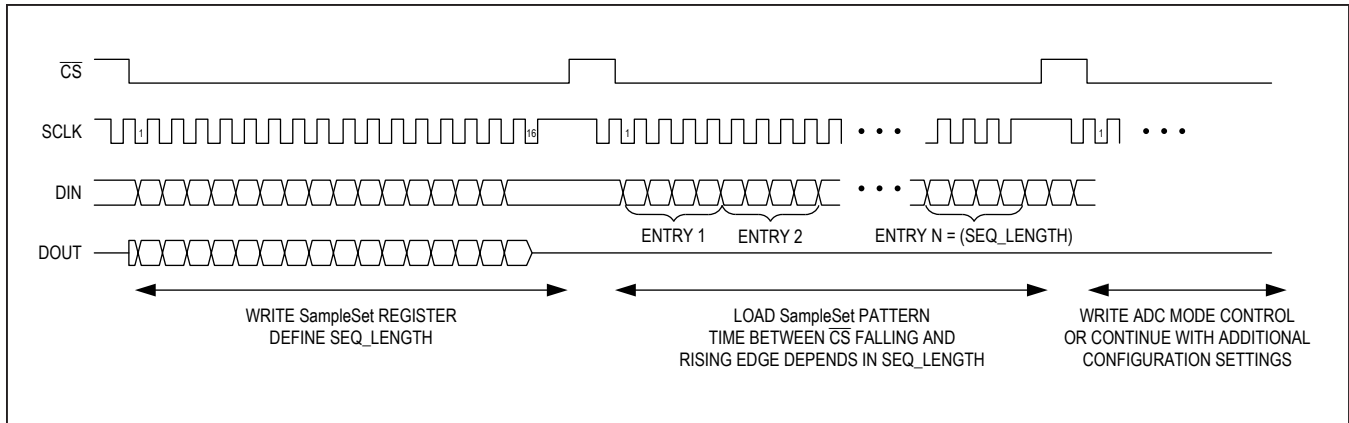 CS
SCLK 1 16 1 • • • 1 • • •
DIN • • •
ENTRY 1 ENTRY 2 ENTRY N = (SEQ_LENGTH)
DOUT
WRITE SampleSet REGISTER
DEFINE SEQ_LENGTH
LOAD SampleSet PATTERN
TIME BETWEEN CS FALLING AND
RISING EDGE DEPENDS IN SEQ_LENGTH
WRITE ADC MODE CONTROL
OR CONTINUE WITH ADDITIONAL
CONFIGURATION SETTINGS